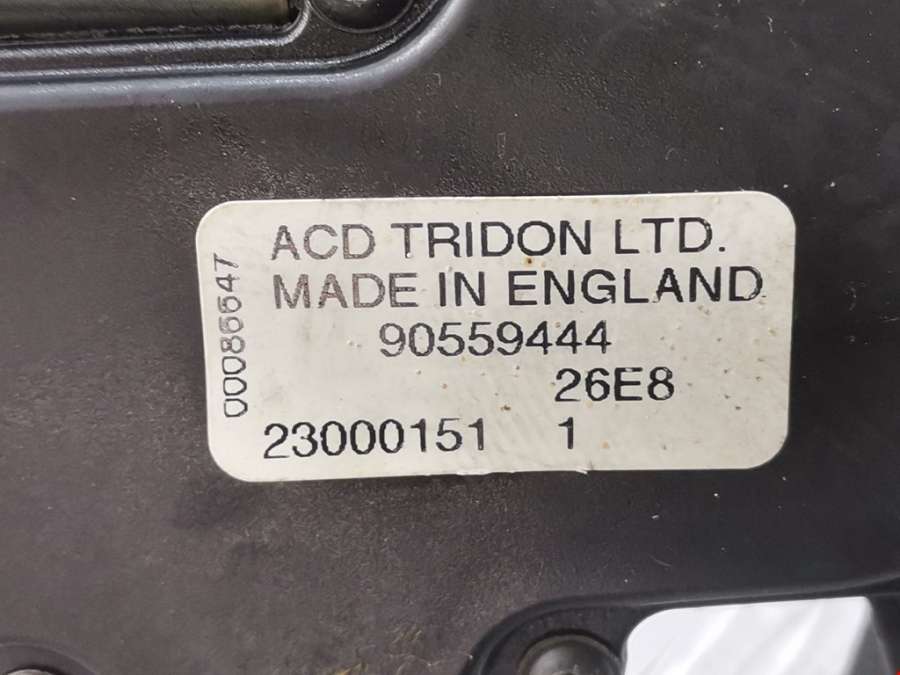 ACD TRIDON LTD.
MADE IN ENGLAND
90559444
26E8
23000151 1
00086647